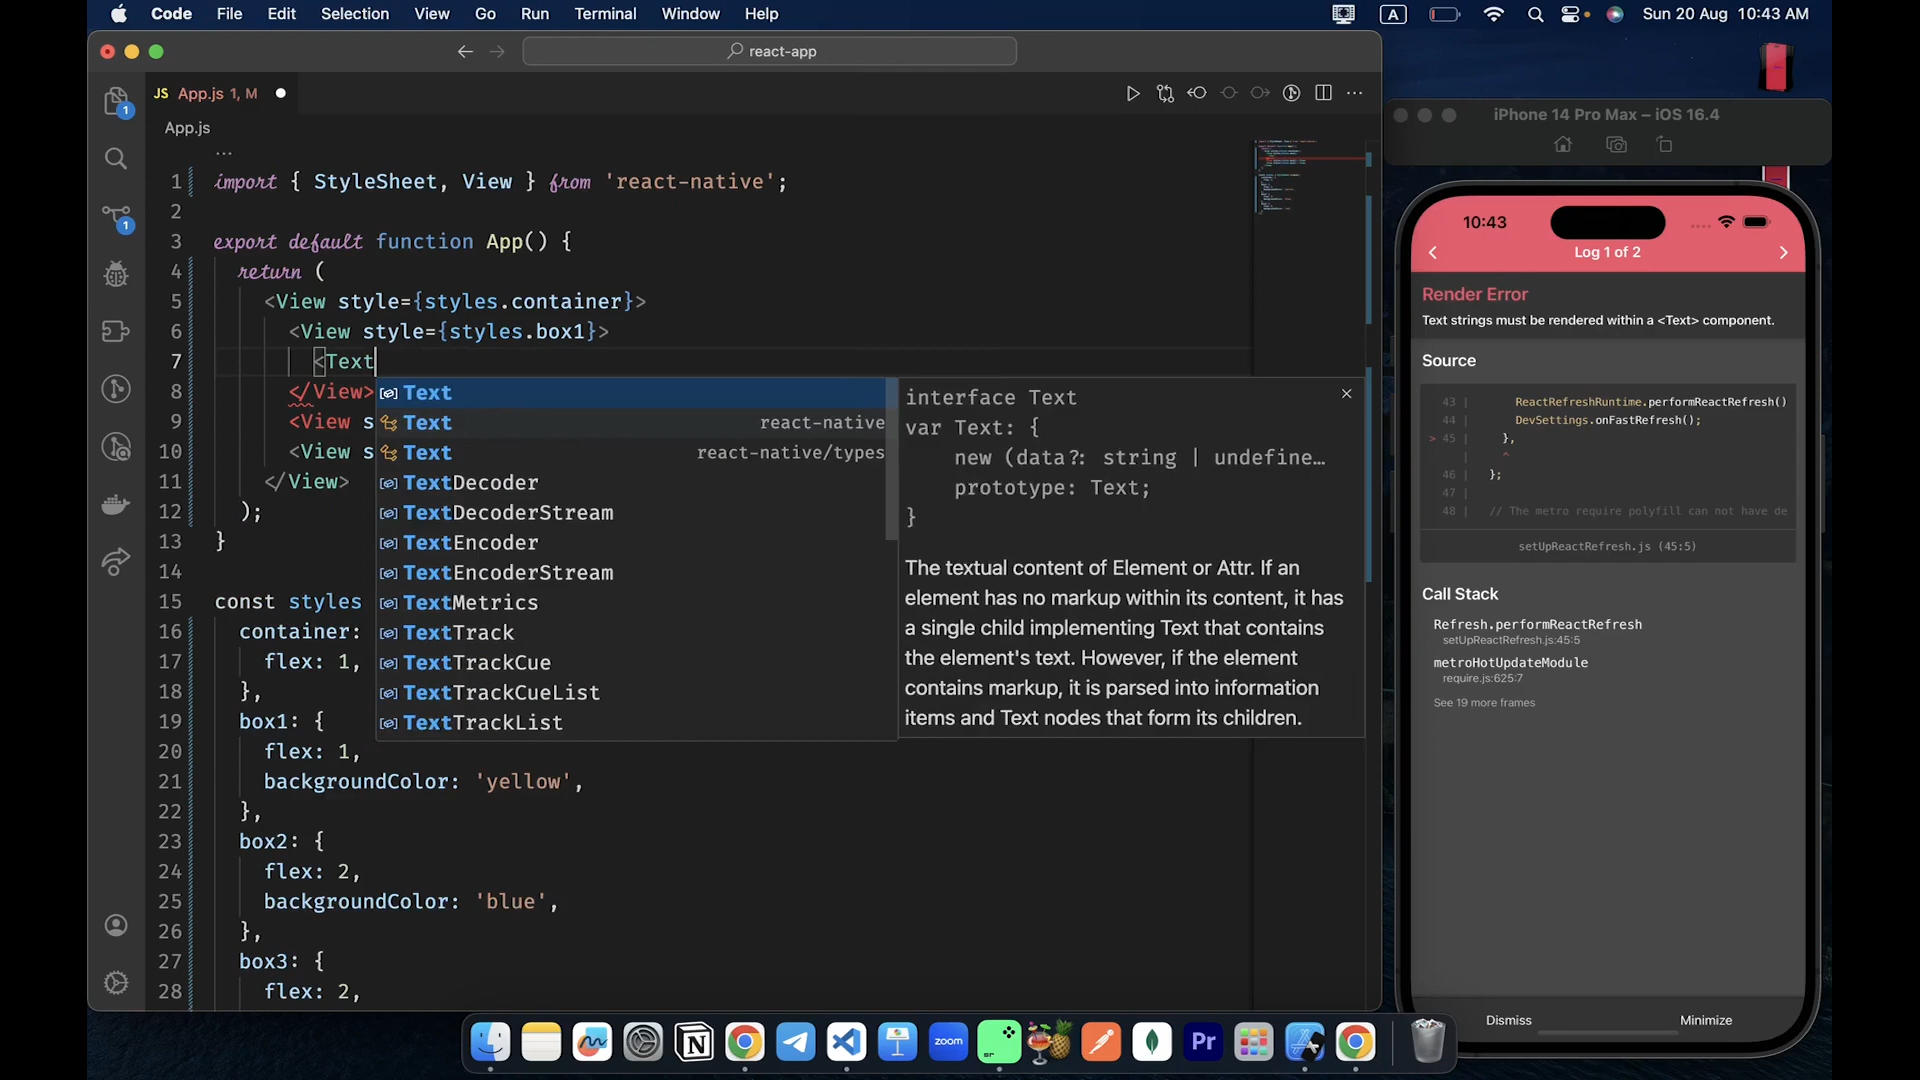 Code File Edit Selection View Go Run Terminal Window Help
A
Sun 20 Aug 10:43 AM
react-app
JS App.js 1, M
App.js
...
1 import { StyleSheet, View } from 'react-native';
2
3 export default function App() {
4 return (
5 <View style={styles.container}>
6 <View style={styles.box1}>
7 <Text
8 </View>
9 <View s
10 <View s
11 </View>
12 );
13 }
14
15 const styles
16 container:
17 flex: 1,
18 },
19 box1: {
20 flex: 1,
21 backgroundColor: 'yellow',
22 },
23 box2: {
24 flex: 2,
25 backgroundColor: 'blue',
26 },
27 box3: {
28 flex: 2,
1
1
Text
Text react-native
Text react-native/types
TextDecoder
TextDecoderStream
TextEncoder
TextEncoderStream
TextMetrics
TextTrack
TextTrackCue
TextTrackCueList
TextTrackList
interface Text
var Text: {
new (data?: string | undefine…
prototype: Text;
}
The textual content of Element or Attr. If an
element has no markup within its content, it has
a single child implementing Text that contains
the element's text. However, if the element
contains markup, it is parsed into information
items and Text nodes that form its children.
iPhone 14 Pro Max – iOS 16.4
10:43
Log 1 of 2
Render Error
Text strings must be rendered within a <Text> component.
Source
43 | ReactRefreshRuntime.performReactRefresh()
44 | DevSettings.onFastRefresh();
> 45 | },
| ^
46 | };
47 |
48 | // The metro require polyfill can not have de
setUpReactRefresh.js (45:5)
Call Stack
Refresh.performReactRefresh
setUpReactRefresh.js:45:5
metroHotUpdateModule
require.js:625:7
See 19 more frames
Dismiss Minimize
zoom
sr
Pr